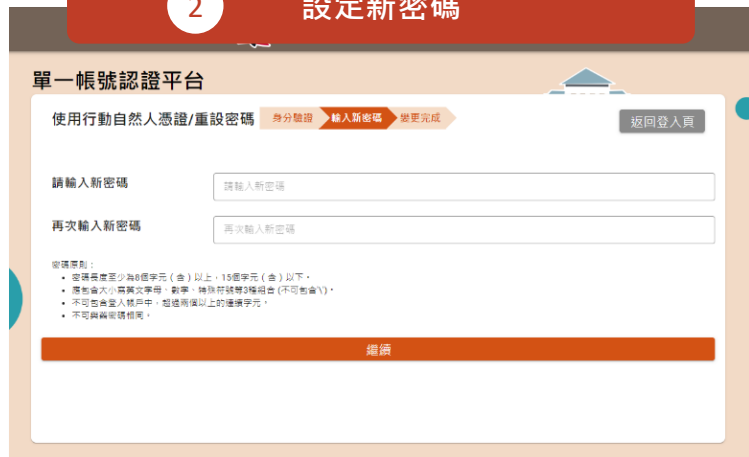 2 設定新密碼
單一帳號認證平台
使用行動自然人憑證/重設密碼 身分驗證 輸入新密碼 變更完成 返回登入頁
請輸入新密碼 請輸入新密碼
再次輸入新密碼 再次輸入新密碼
密碼原則：
• 密碼長度至少為8個字元（含）以上，15個字元（含）以下。
• 應包含大小寫英文字母、數字、特殊符號等3種組合 (不可包含'\')。
• 不可包含登入帳戶中，超過兩個以上的連續字元。
• 不可與舊密碼相同。
繼續